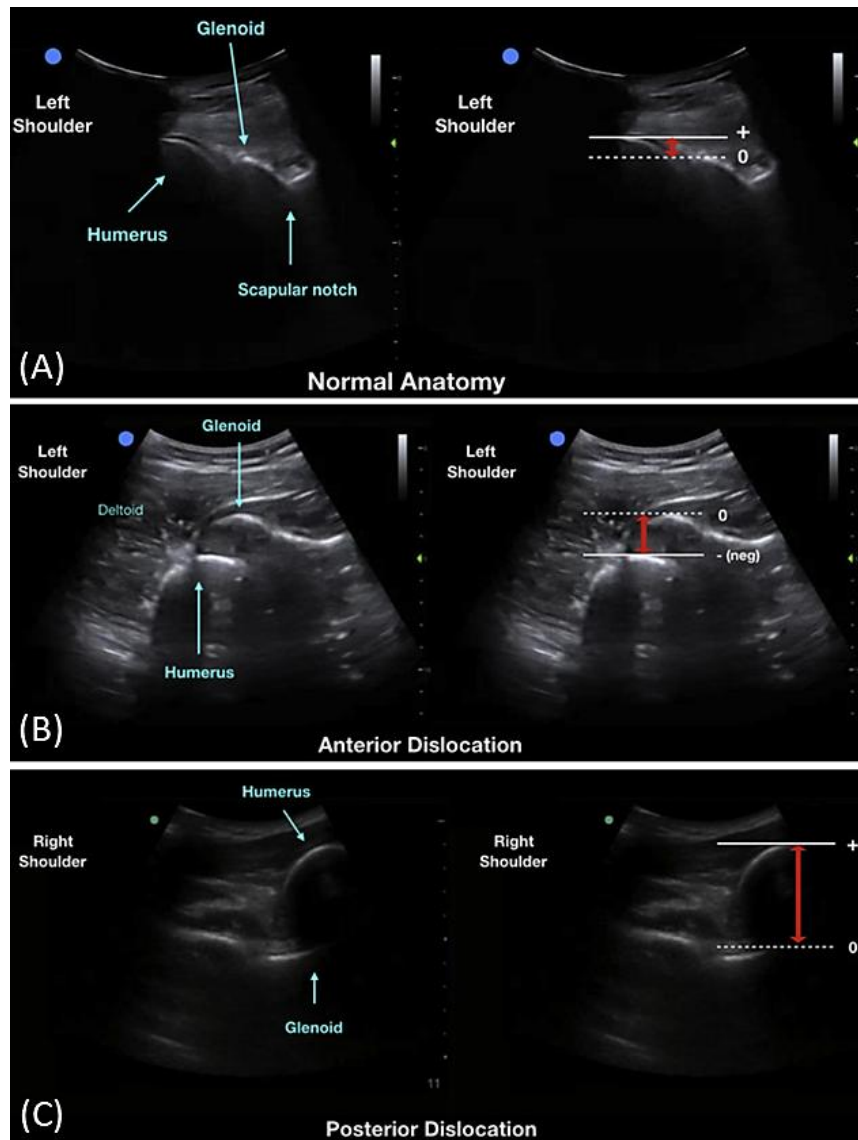 Glenoid
Left
Shoulder
Humerus
Scapular notch
Left
Shoulder
+
0
(A)
Normal Anatomy
Glenoid
Left
Shoulder
Deltoid
Humerus
Left
Shoulder
0
- (neg)
(B)
Anterior Dislocation
Humerus
Right
Shoulder
Glenoid
11
Right
Shoulder
+
0
(C)
Posterior Dislocation